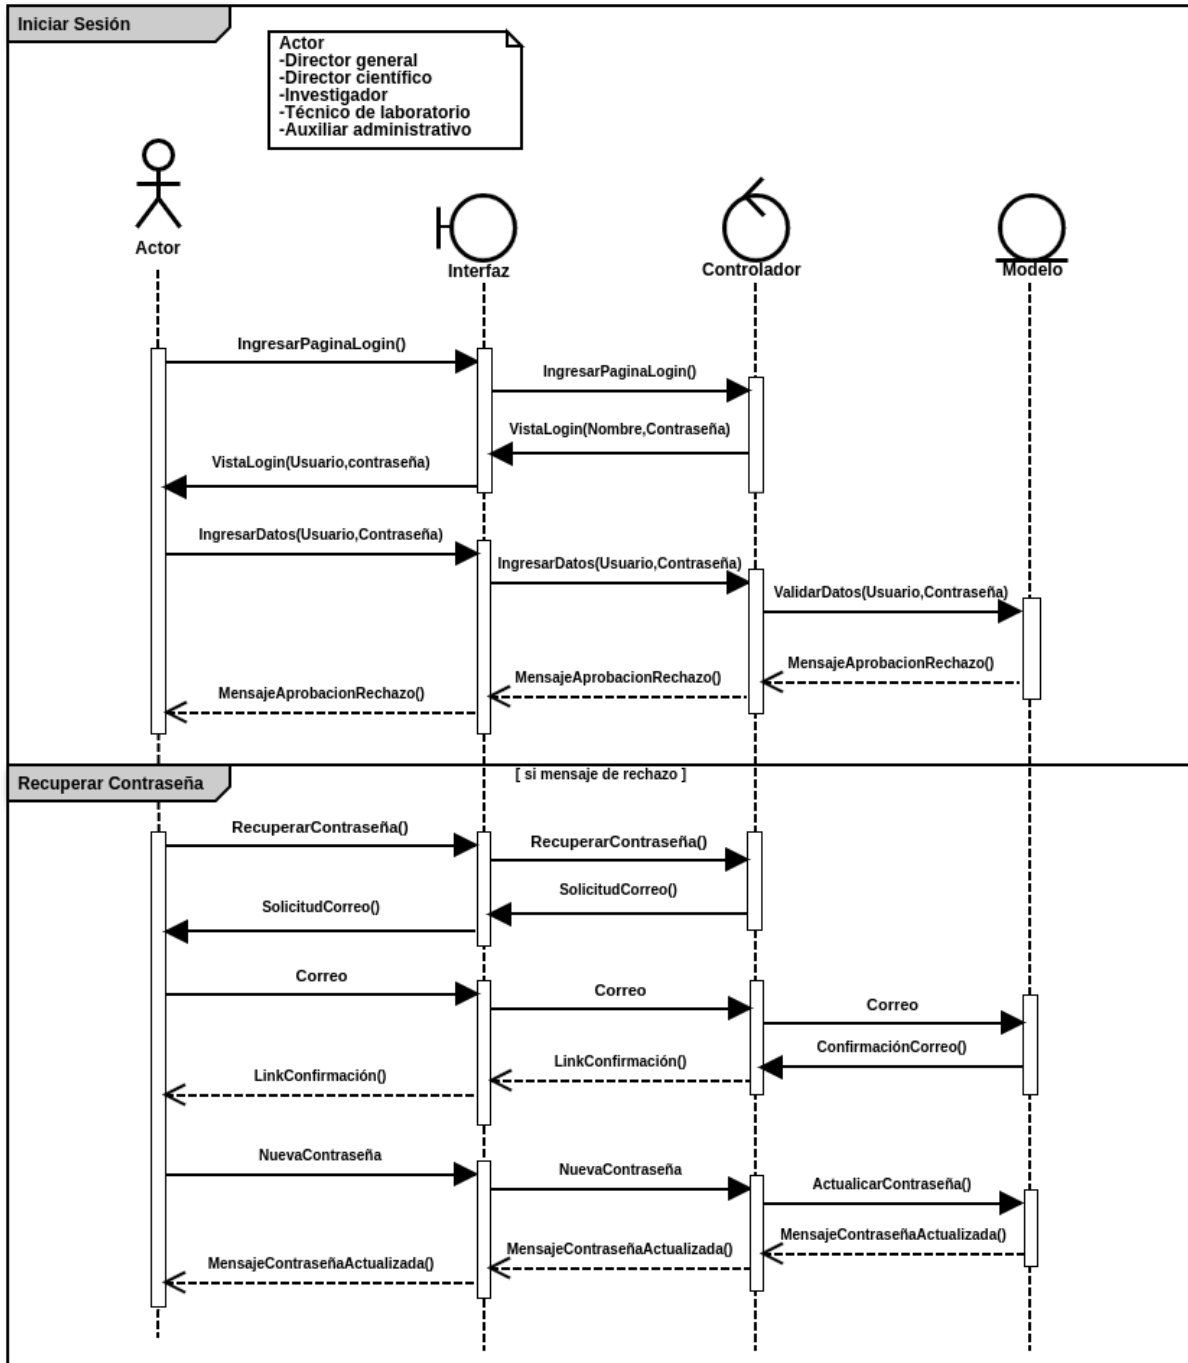 Iniciar Sesión
Actor
-Director general
-Director científico
-Investigador
-Técnico de laboratorio
-Auxiliar administrativo
Actor
Interfaz
Controlador
Modelo
IngresarPaginaLogin()
IngresarPaginaLogin()
VistaLogin(Nombre,Contraseña)
VistaLogin(Usuario,contraseña)
IngresarDatos(Usuario,Contraseña)
IngresarDatos(Usuario,Contraseña)
ValidarDatos(Usuario,Contraseña)
MensajeAprobacionRechazo()
MensajeAprobacionRechazo()
MensajeAprobacionRechazo()
[ si mensaje de rechazo ]
Recuperar Contraseña
RecuperarContraseña()
RecuperarContraseña()
SolicitudCorreo()
SolicitudCorreo()
Correo
Correo
Correo
ConfirmaciónCorreo()
LinkConfirmación()
LinkConfirmación()
NuevaContraseña
NuevaContraseña
ActualicarContraseña()
MensajeContraseñaActualizada()
MensajeContraseñaActualizada()
MensajeContraseñaActualizada()